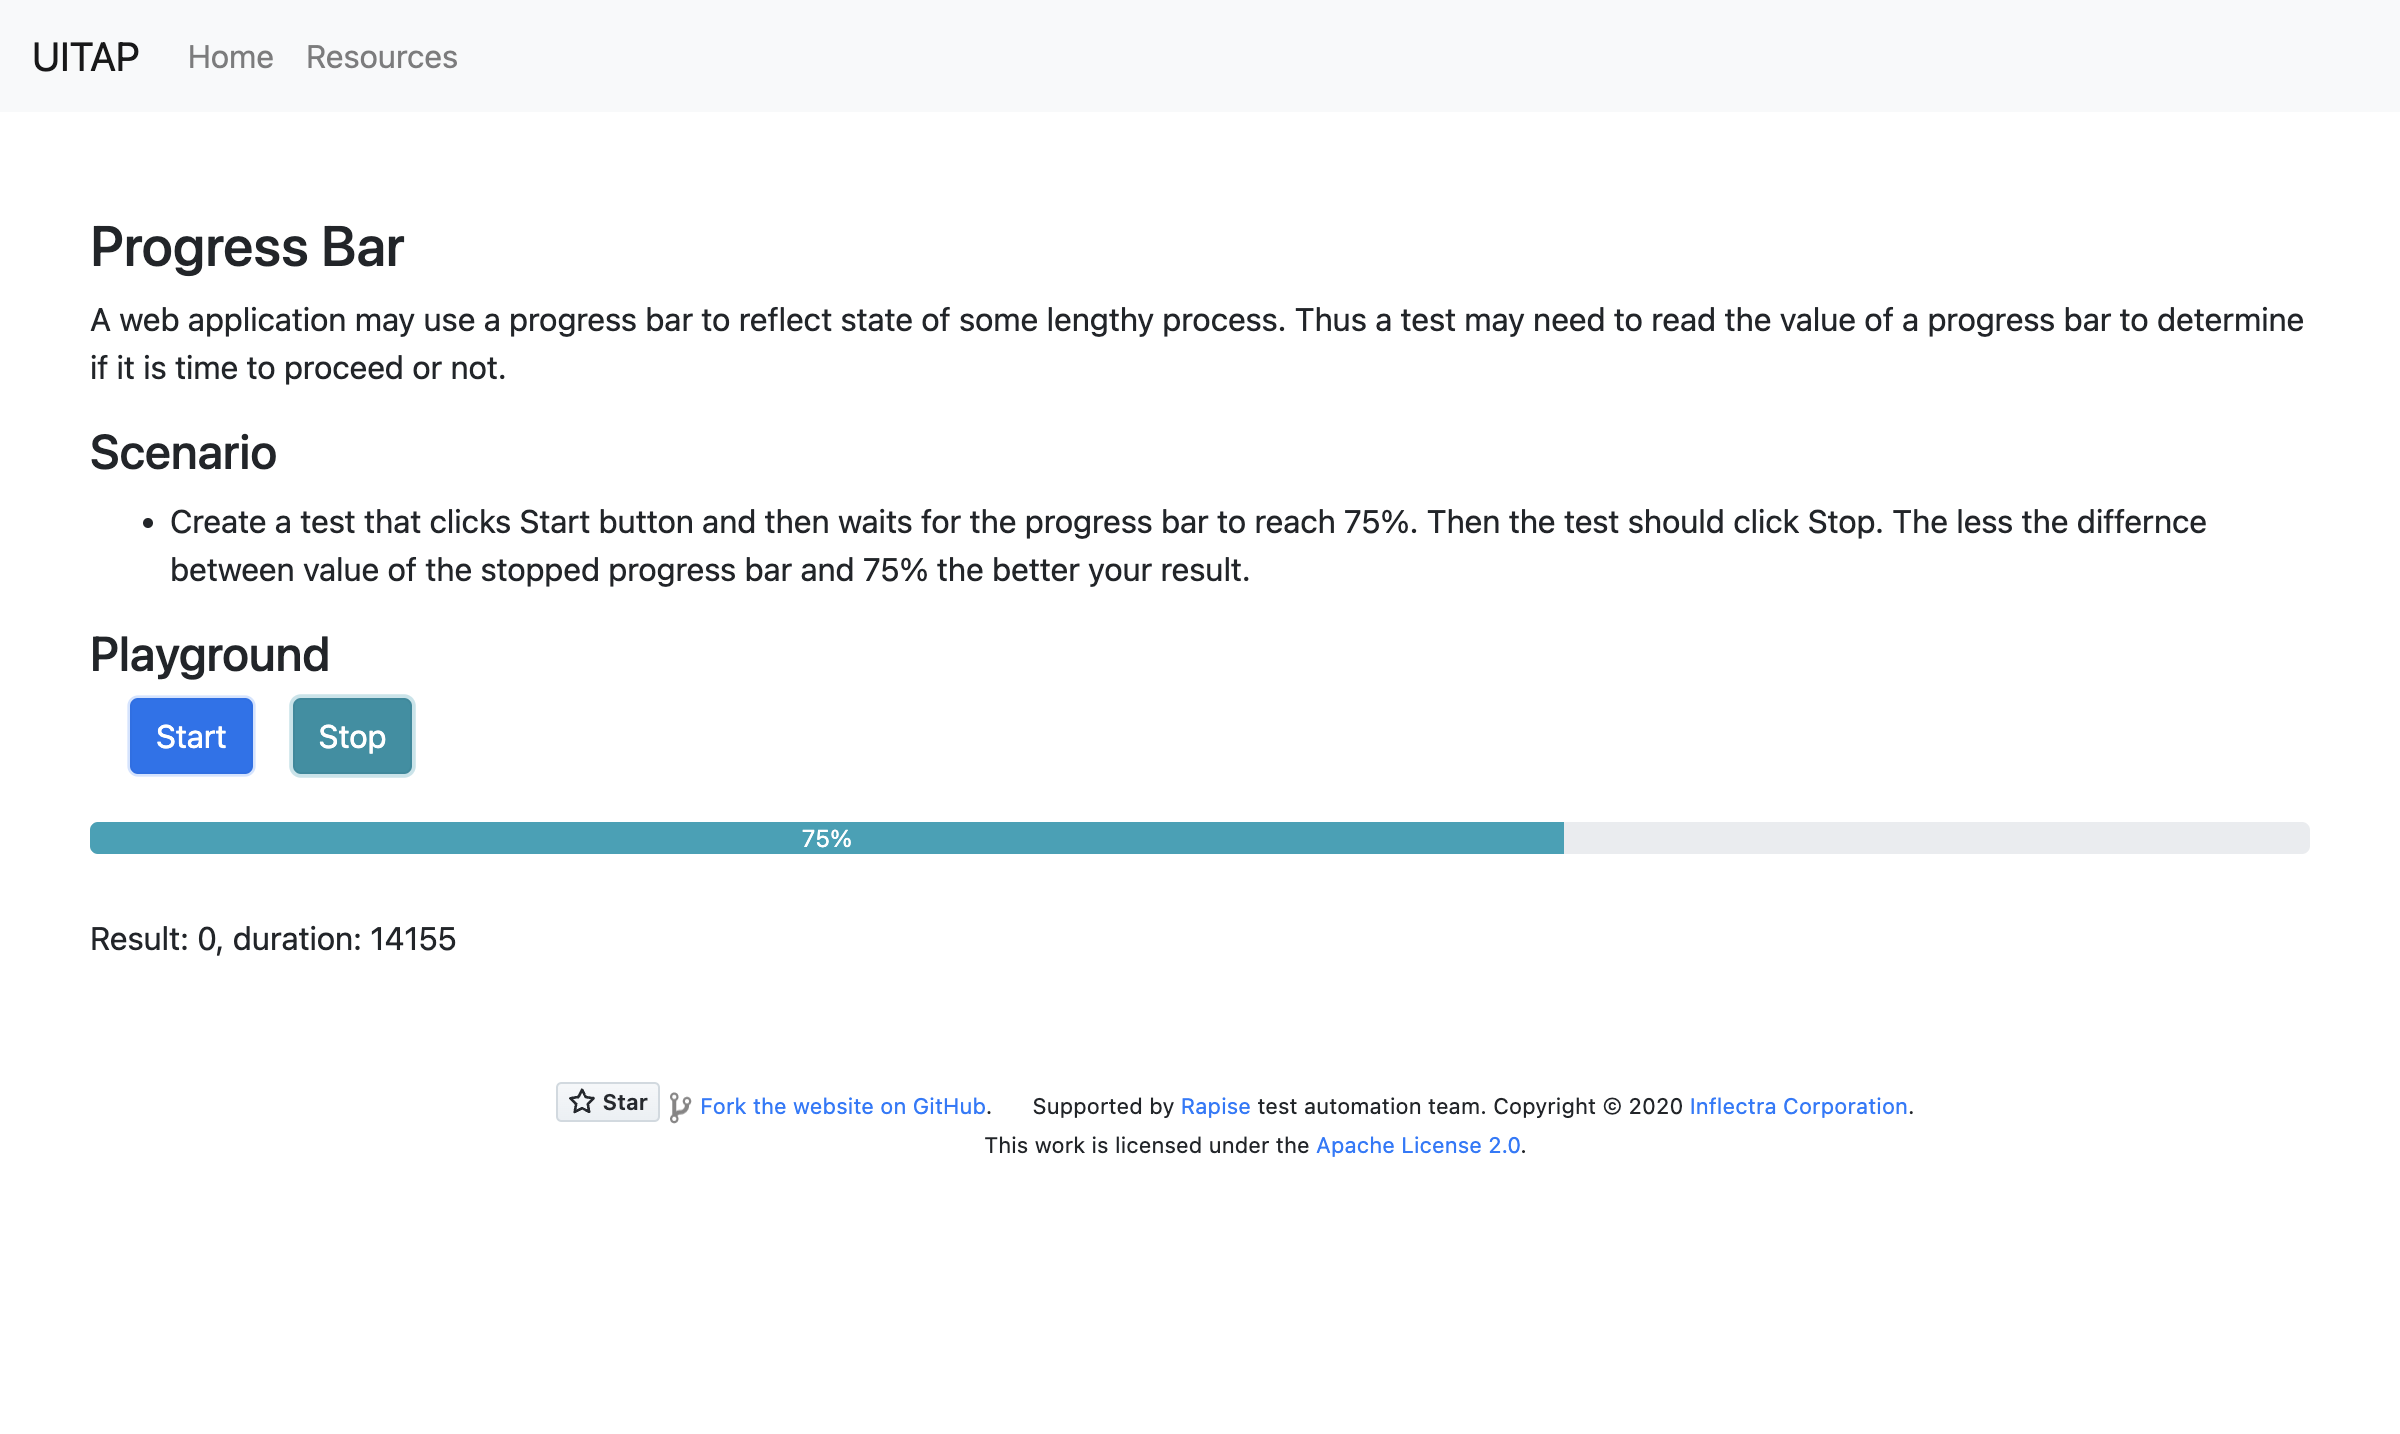 UITAP Home Resources
Progress Bar
A web application may use a progress bar to reflect state of some lengthy process. Thus a test may need to read the value of a progress bar to determine
if it is time to proceed or not.
Scenario
Create a test that clicks Start button and then waits for the progress bar to reach 75%. Then the test should click Stop. The less the differnce
between value of the stopped progress bar and 75% the better your result.
Playground
Start Stop
75%
Result: 0, duration: 14155
Star Fork the website on GitHub. Supported by Rapise test automation team. Copyright © 2020 Inflectra Corporation.
This work is licensed under the Apache License 2.0.